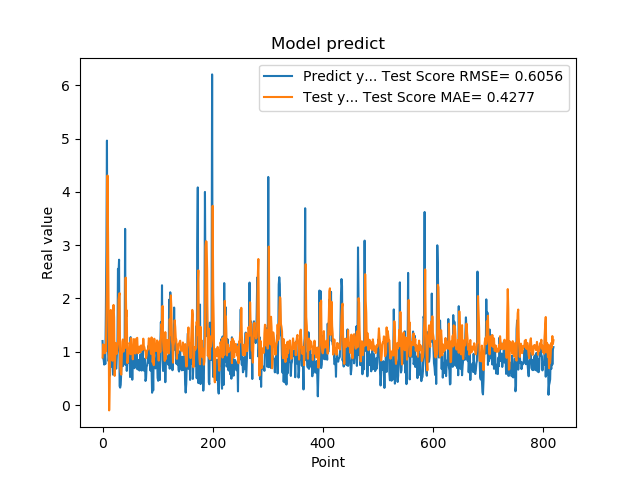 Model predict
Predict y... Test Score RMSE= 0.6056
Test y... Test Score MAE= 0.4277
Real value
6
5
4
3
2
1
0
0 200 400 600 800
Point